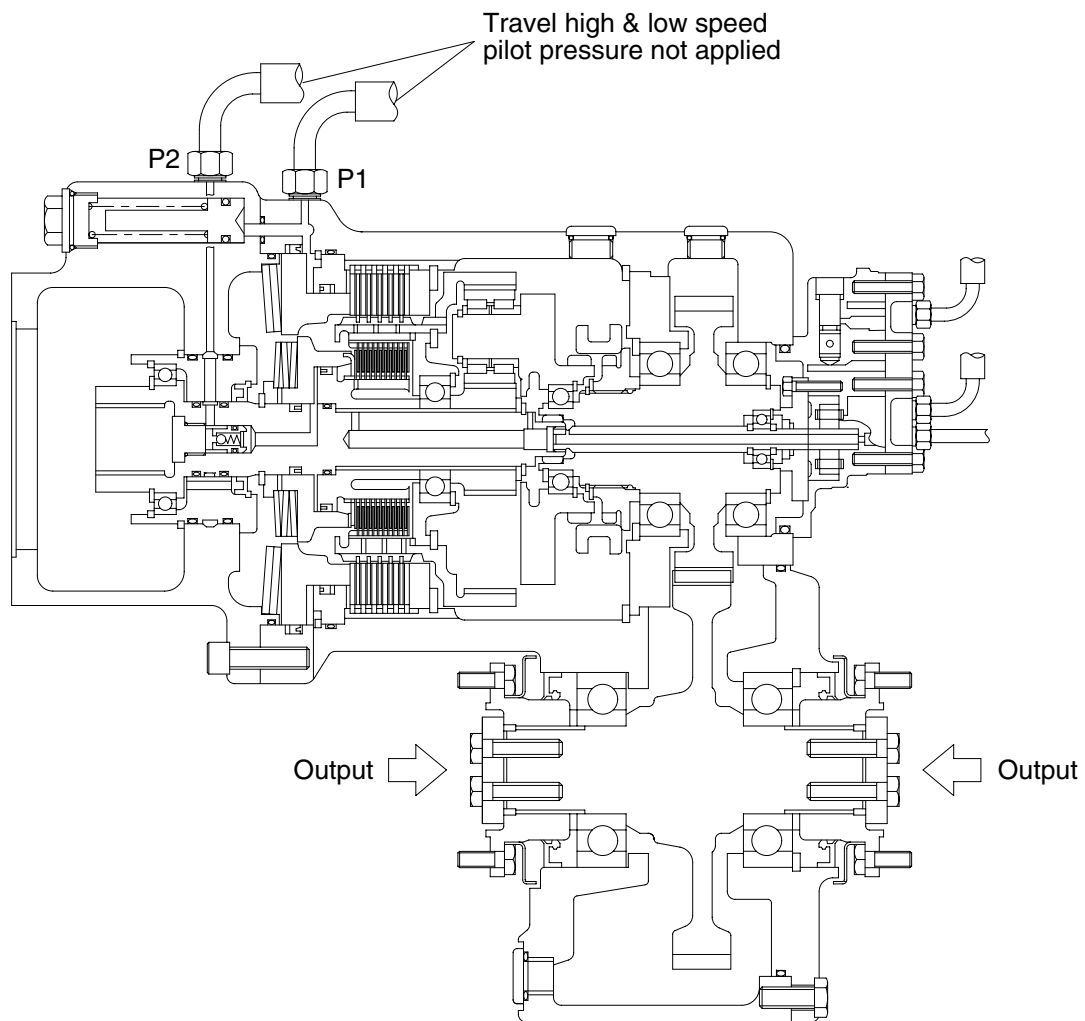 Travel high & low speed
pilot pressure not applied
P2
P1
Output
Output